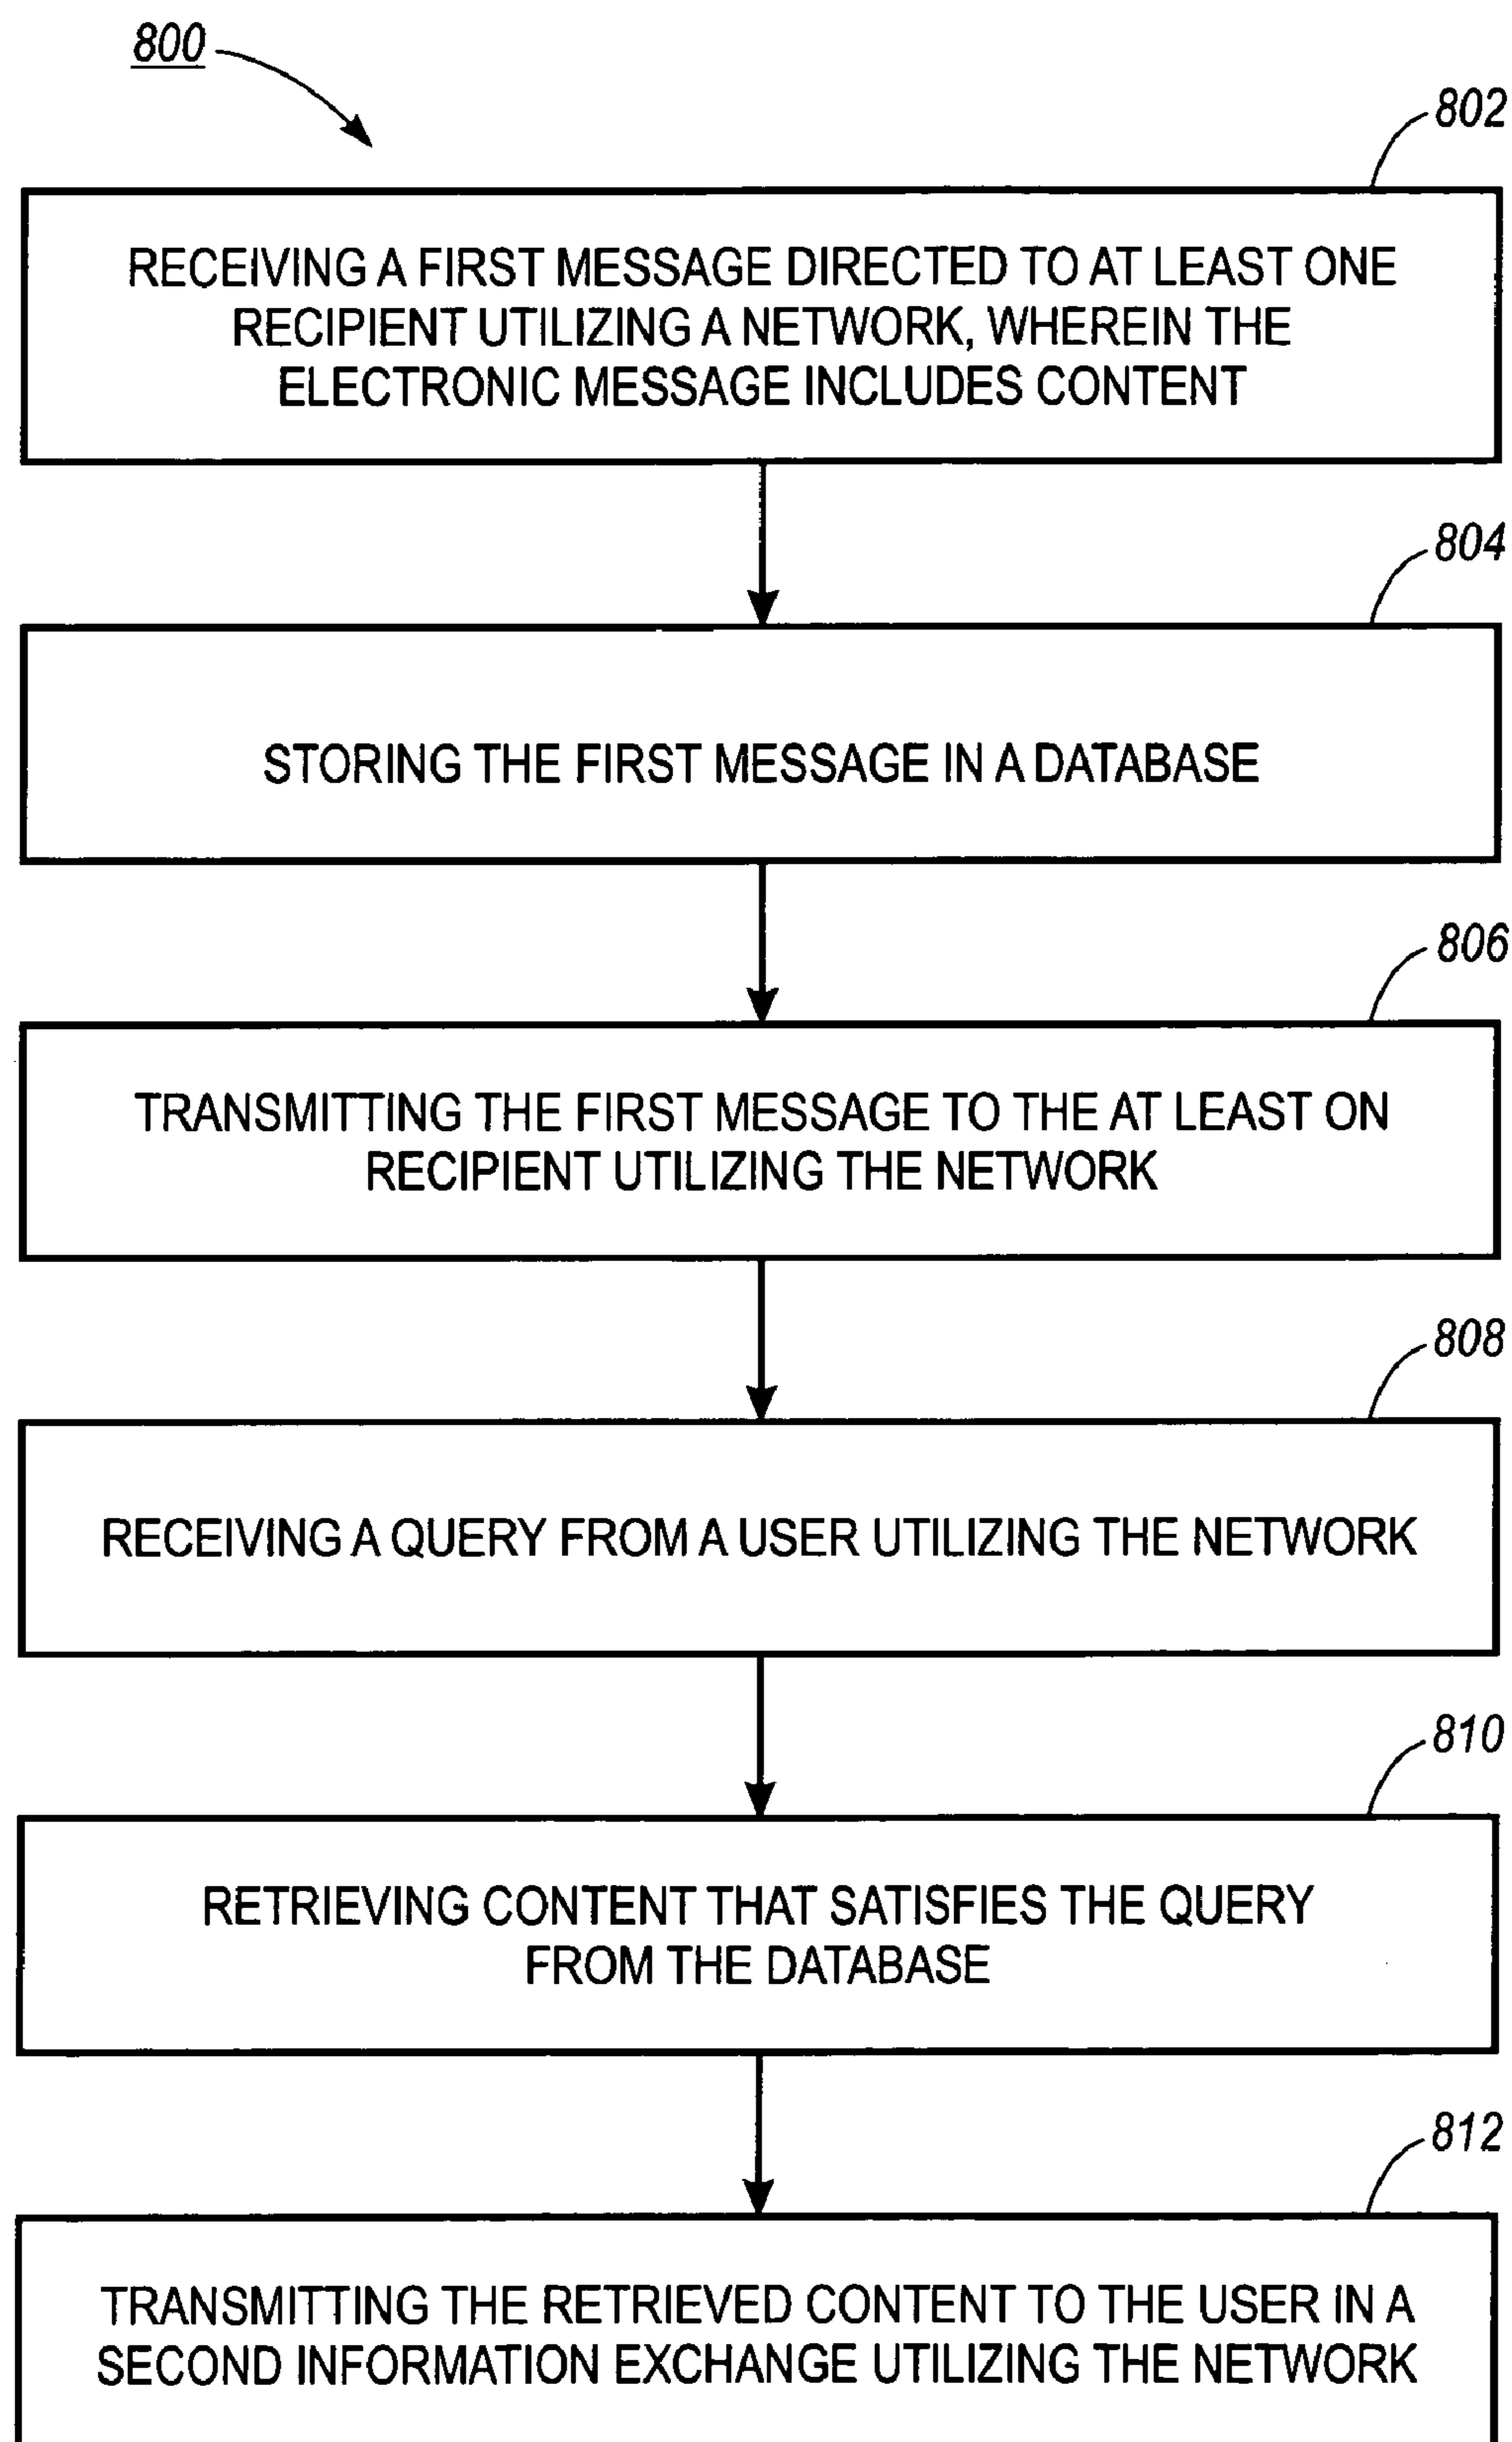 800
802
RECEIVING A FIRST MESSAGE DIRECTED TO AT LEAST ONE
RECIPIENT UTILIZING A NETWORK, WHEREIN THE
ELECTRONIC MESSAGE INCLUDES CONTENT
804
STORING THE FIRST MESSAGE IN A DATABASE
806
TRANSMITTING THE FIRST MESSAGE TO THE AT LEAST ON
RECIPIENT UTILIZING THE NETWORK
808
RECEIVING A QUERY FROM A USER UTILIZING THE NETWORK
810
RETRIEVING CONTENT THAT SATISFIES THE QUERY
FROM THE DATABASE
812
TRANSMITTING THE RETRIEVED CONTENT TO THE USER IN A
SECOND INFORMATION EXCHANGE UTILIZING THE NETWORK